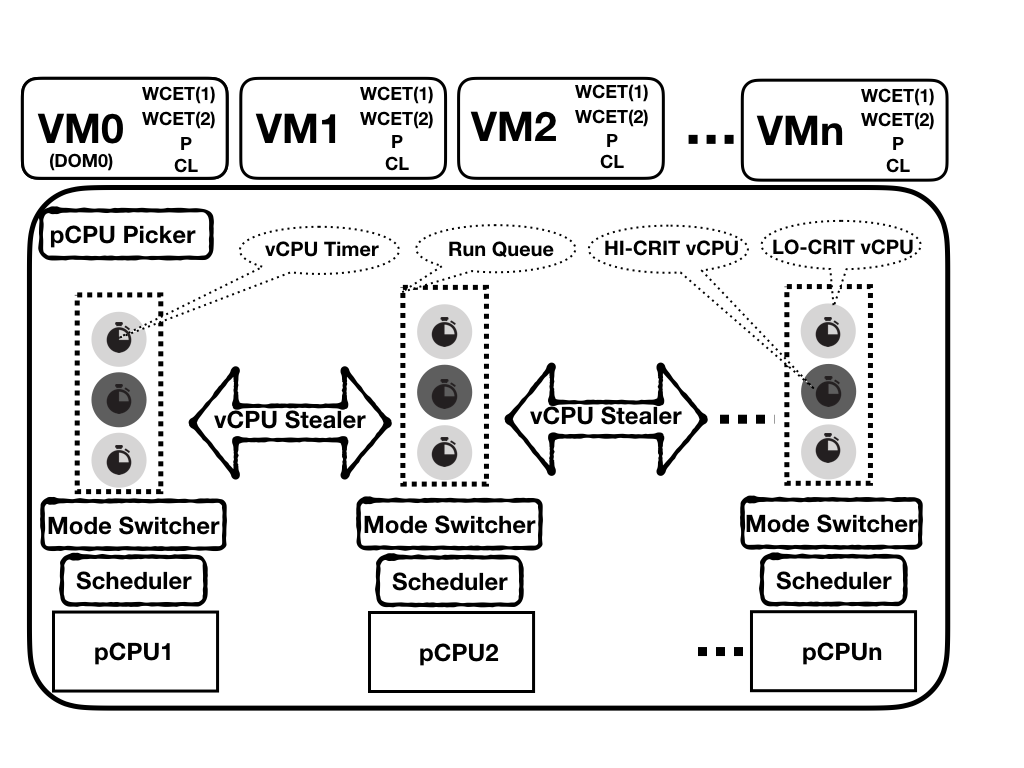 VM0
(DOM0)
WCET(1)
WCET(2)
P
CL
VM1
WCET(1)
WCET(2)
P
CL
VM2
WCET(1)
WCET(2)
P
CL
...
VMn
WCET(1)
WCET(2)
P
CL
pCPU Picker
vCPU Timer
Run Queue
HI-CRIT vCPU
LO-CRIT vCPU
vCPU Stealer
vCPU Stealer
Mode Switcher
Mode Switcher
Mode Switcher
Scheduler
Scheduler
Scheduler
pCPU1
pCPU2
pCPUn